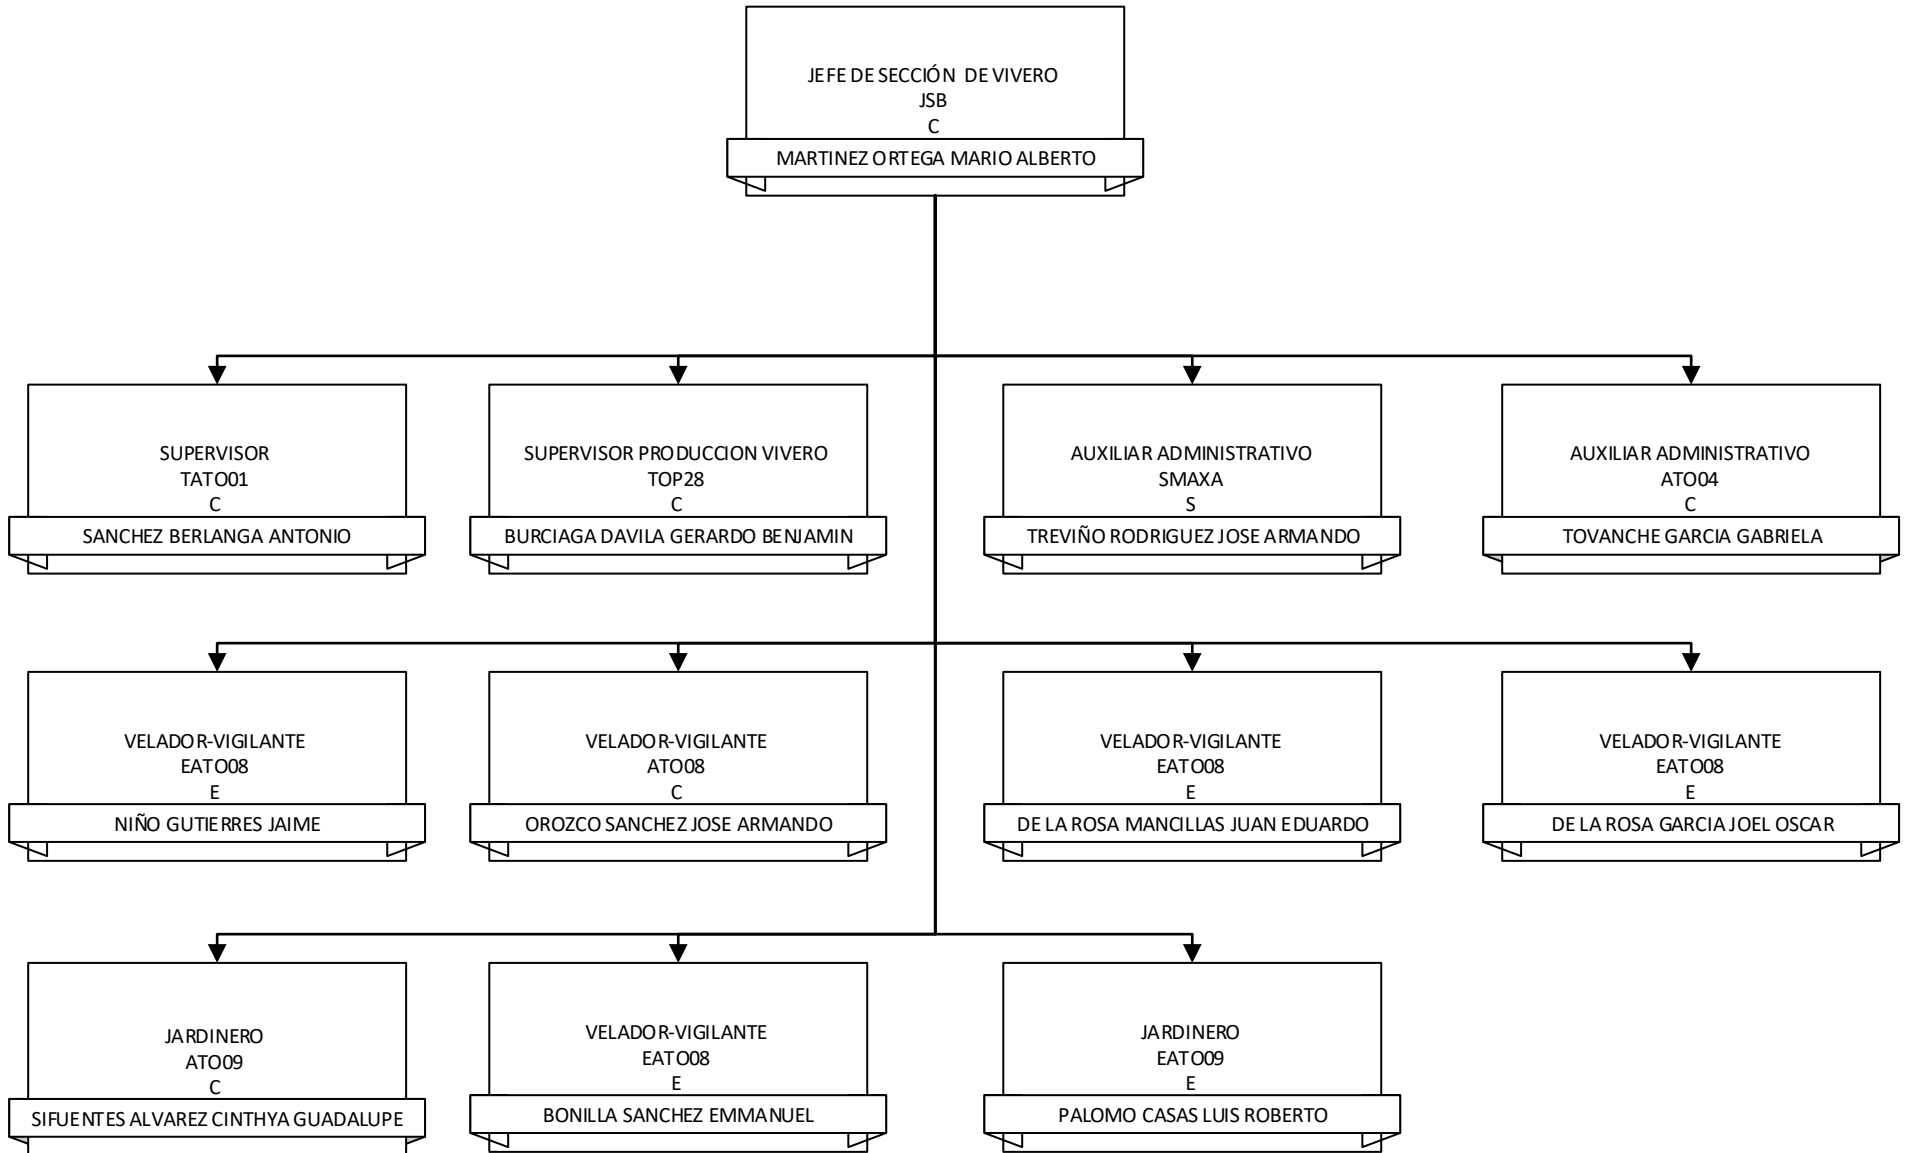 JEFE DE SECCIÓN DE VIVERO
JSB
C
MARTINEZ ORTEGA MARIO ALBERTO
SUPERVISOR
TATO01
C
SANCHEZ BERLANGA ANTONIO
SUPERVISOR PRODUCCION VIVERO
TOP28
C
BURCIAGA DAVILA GERARDO BENJAMIN
AUXILIAR ADMINISTRATIVO
SMAXA
S
TREVIÑO RODRIGUEZ JOSE ARMANDO
AUXILIAR ADMINISTRATIVO
ATO04
C
TOVANCHE GARCIA GABRIELA
VELADOR-VIGILANTE
EATO08
E
NIÑO GUTIERRES JAIME
VELADOR-VIGILANTE
ATO08
C
OROZCO SANCHEZ JOSE ARMANDO
VELADOR-VIGILANTE
EATO08
E
DE LA ROSA MANCILLAS JUAN EDUARDO
VELADOR-VIGILANTE
EATO08
E
DE LA ROSA GARCIA JOEL OSCAR
JARDINERO
ATO09
C
SIFUENTES ALVAREZ CINTHYA GUADALUPE
VELADOR-VIGILANTE
EATO08
E
BONILLA SANCHEZ EMMANUEL
JARDINERO
EATO09
E
PALOMO CASAS LUIS ROBERTO